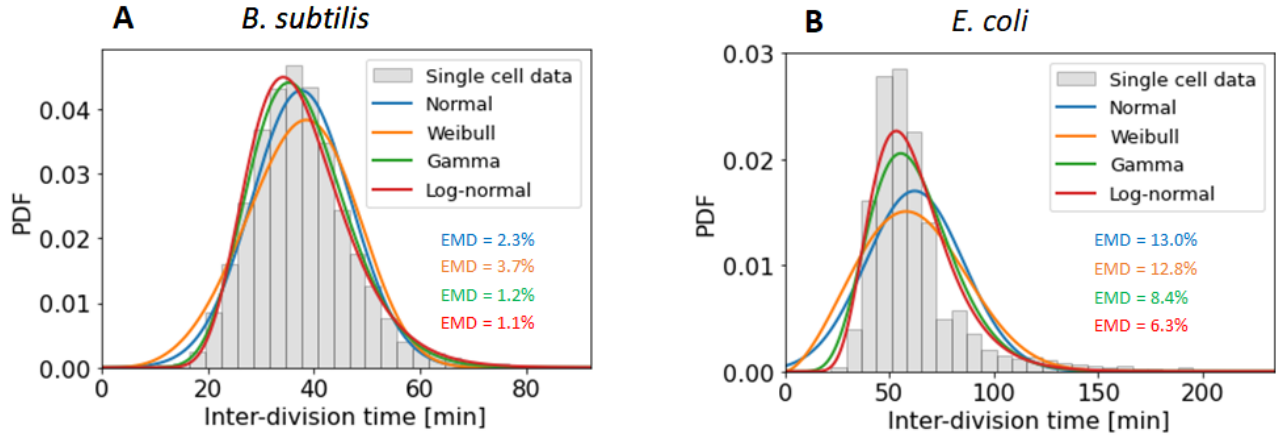 A
B. subtilis
PDF
0.04
0.03
0.02
0.01
0.00
Single cell data
Normal
Weibull
Gamma
Log-normal
EMD = 2.3%
EMD = 3.7%
EMD = 1.2%
EMD = 1.1%
0 20 40 60 80
Inter-division time [min]
B
E. coli
PDF
0.03
0.02
0.01
0.00
Single cell data
Normal
Weibull
Gamma
Log-normal
EMD = 13.0%
EMD = 12.8%
EMD = 8.4%
EMD = 6.3%
0 50 100 150 200
Inter-division time [min]